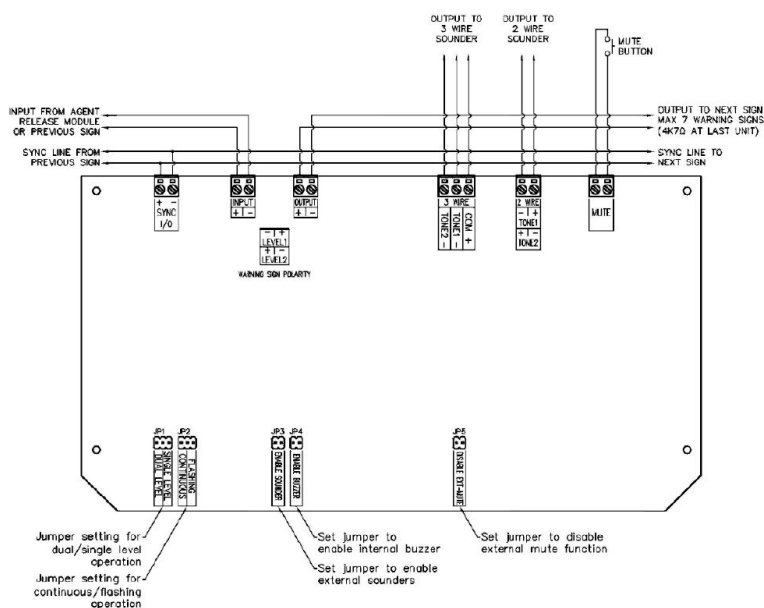 OUTPUT TO
3 WIRE
SOUNDER
OUTPUT TO
2 WIRE
SOUNDER
MUTE
BUTTON
INPUT FROM AGENT
RELEASE MODULE
OR PREVIOUS SIGN
OUTPUT TO NEXT SIGN
MAX 7 WARNING SIGNS
(4K7Ω AT LAST UNIT)
SYNC LINE FROM
PREVIOUS SIGN
SYNC LINE TO
NEXT SIGN
+ -
SYNC
I/O
INPUT
+ -
OUTPUT
+ -
3 WIRE
TONE2 -
TONE1 -
COM +
2 WIRE
- +
TONE1
+ -
TONE2
MUTE
- +
LEVEL1
+ -
LEVEL2
WARNING SIGN POLARITY
JP1
JP2
JP3
JP4
JP5
DUAL LEVEL
SINGLE LEVEL
CONTINUOUS
FLASHING
ENABLE SOUNDER
ENABLE BUZZER
DISABLE EXT-MUTE
Jumper setting for
dual/single level
operation
Jumper setting for
continuous/flashing
operation
Set jumper to
enable internal buzzer
Set jumper to enable
external sounders
Set jumper to disable
external mute function